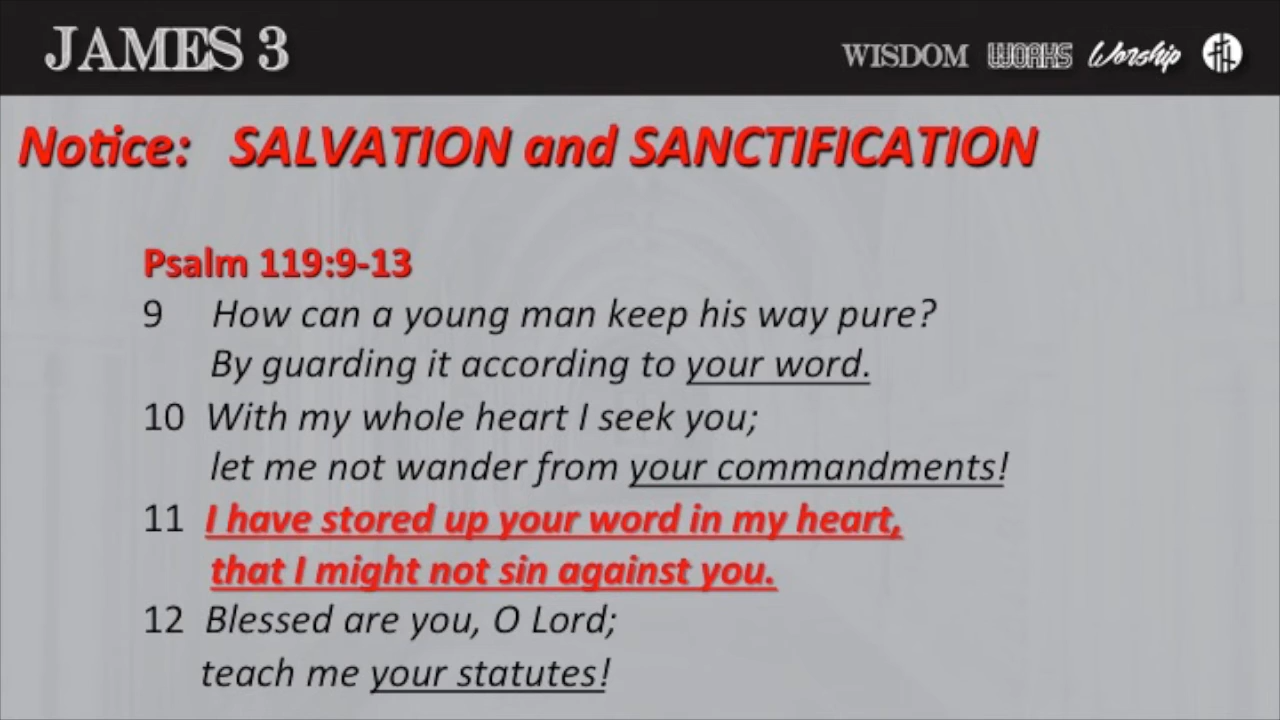 JAMES 3
WISDOM WORKS Worship
Notice: SALVATION and SANCTIFICATION
Psalm 119:9-13
9 How can a young man keep his way pure?
By guarding it according to your word.
10 With my whole heart I seek you;
let me not wander from your commandments!
11 I have stored up your word in my heart,
that I might not sin against you.
12 Blessed are you, O Lord;
teach me your statutes!